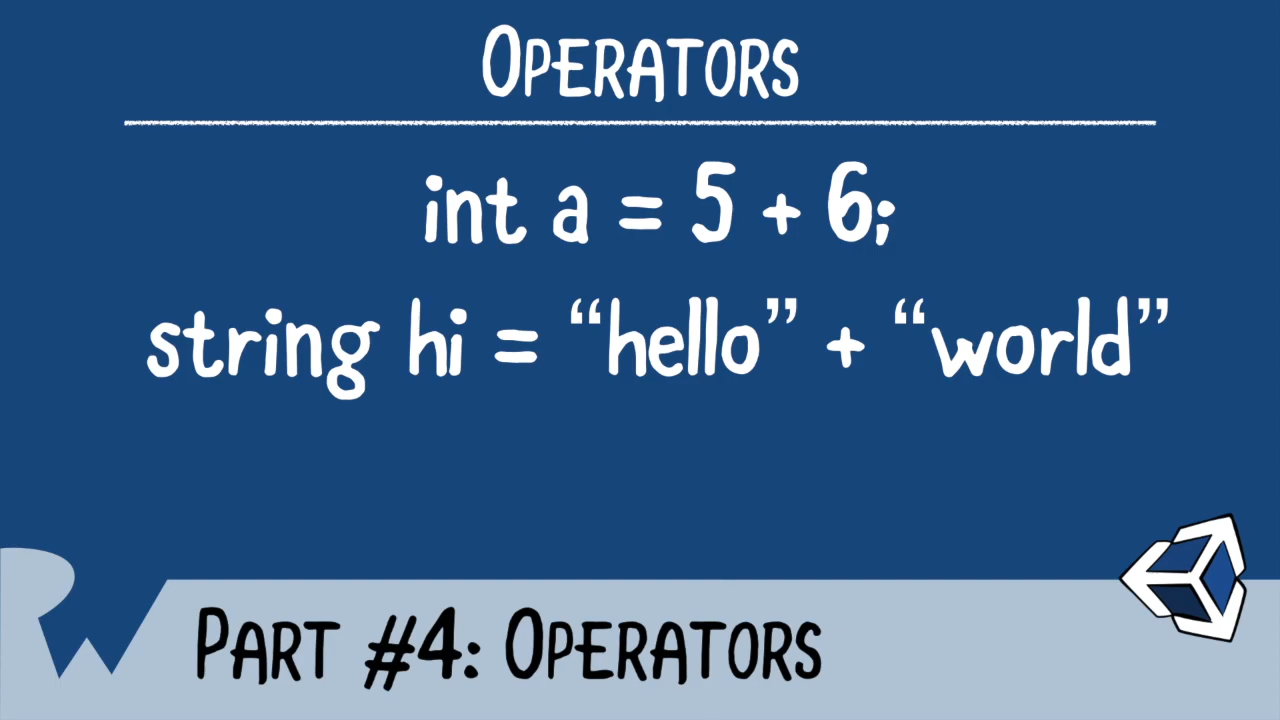 OPERATORS
int a = 5 + 6;
string hi = “hello” + “world”
PART #4: OPERATORS